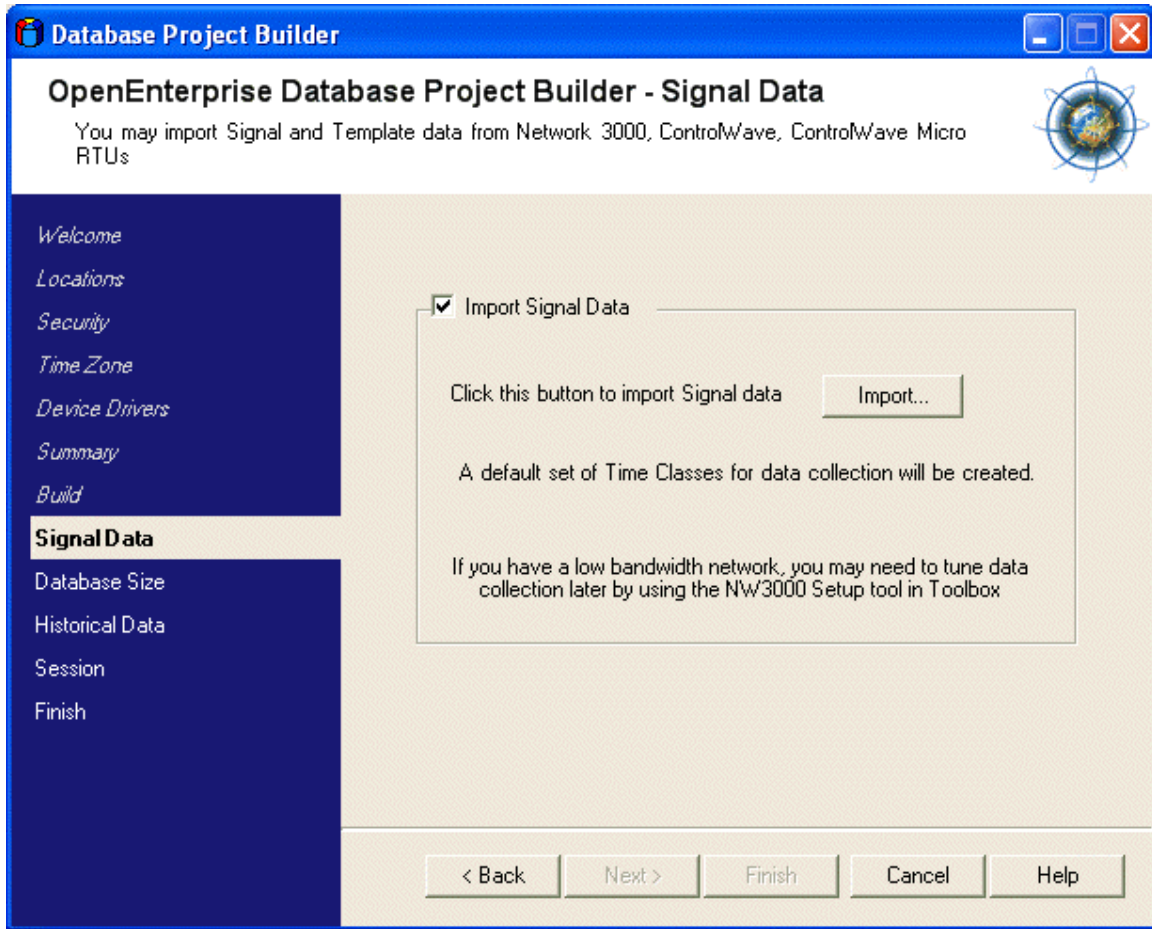 Database Project Builder
OpenEnterprise Database Project Builder - Signal Data
You may import Signal and Template data from Network 3000, ControlWave, ControlWave Micro
RTUs
Welcome
Locations
Security
Time Zone
Device Drivers
Summary
Build
Signal Data
Database Size
Historical Data
Session
Finish
Import Signal Data
Click this button to import Signal data
Import...
A default set of Time Classes for data collection will be created.
If you have a low bandwidth network, you may need to tune data
collection later by using the NW3000 Setup tool in Toolbox
< Back
Next >
Finish
Cancel
Help